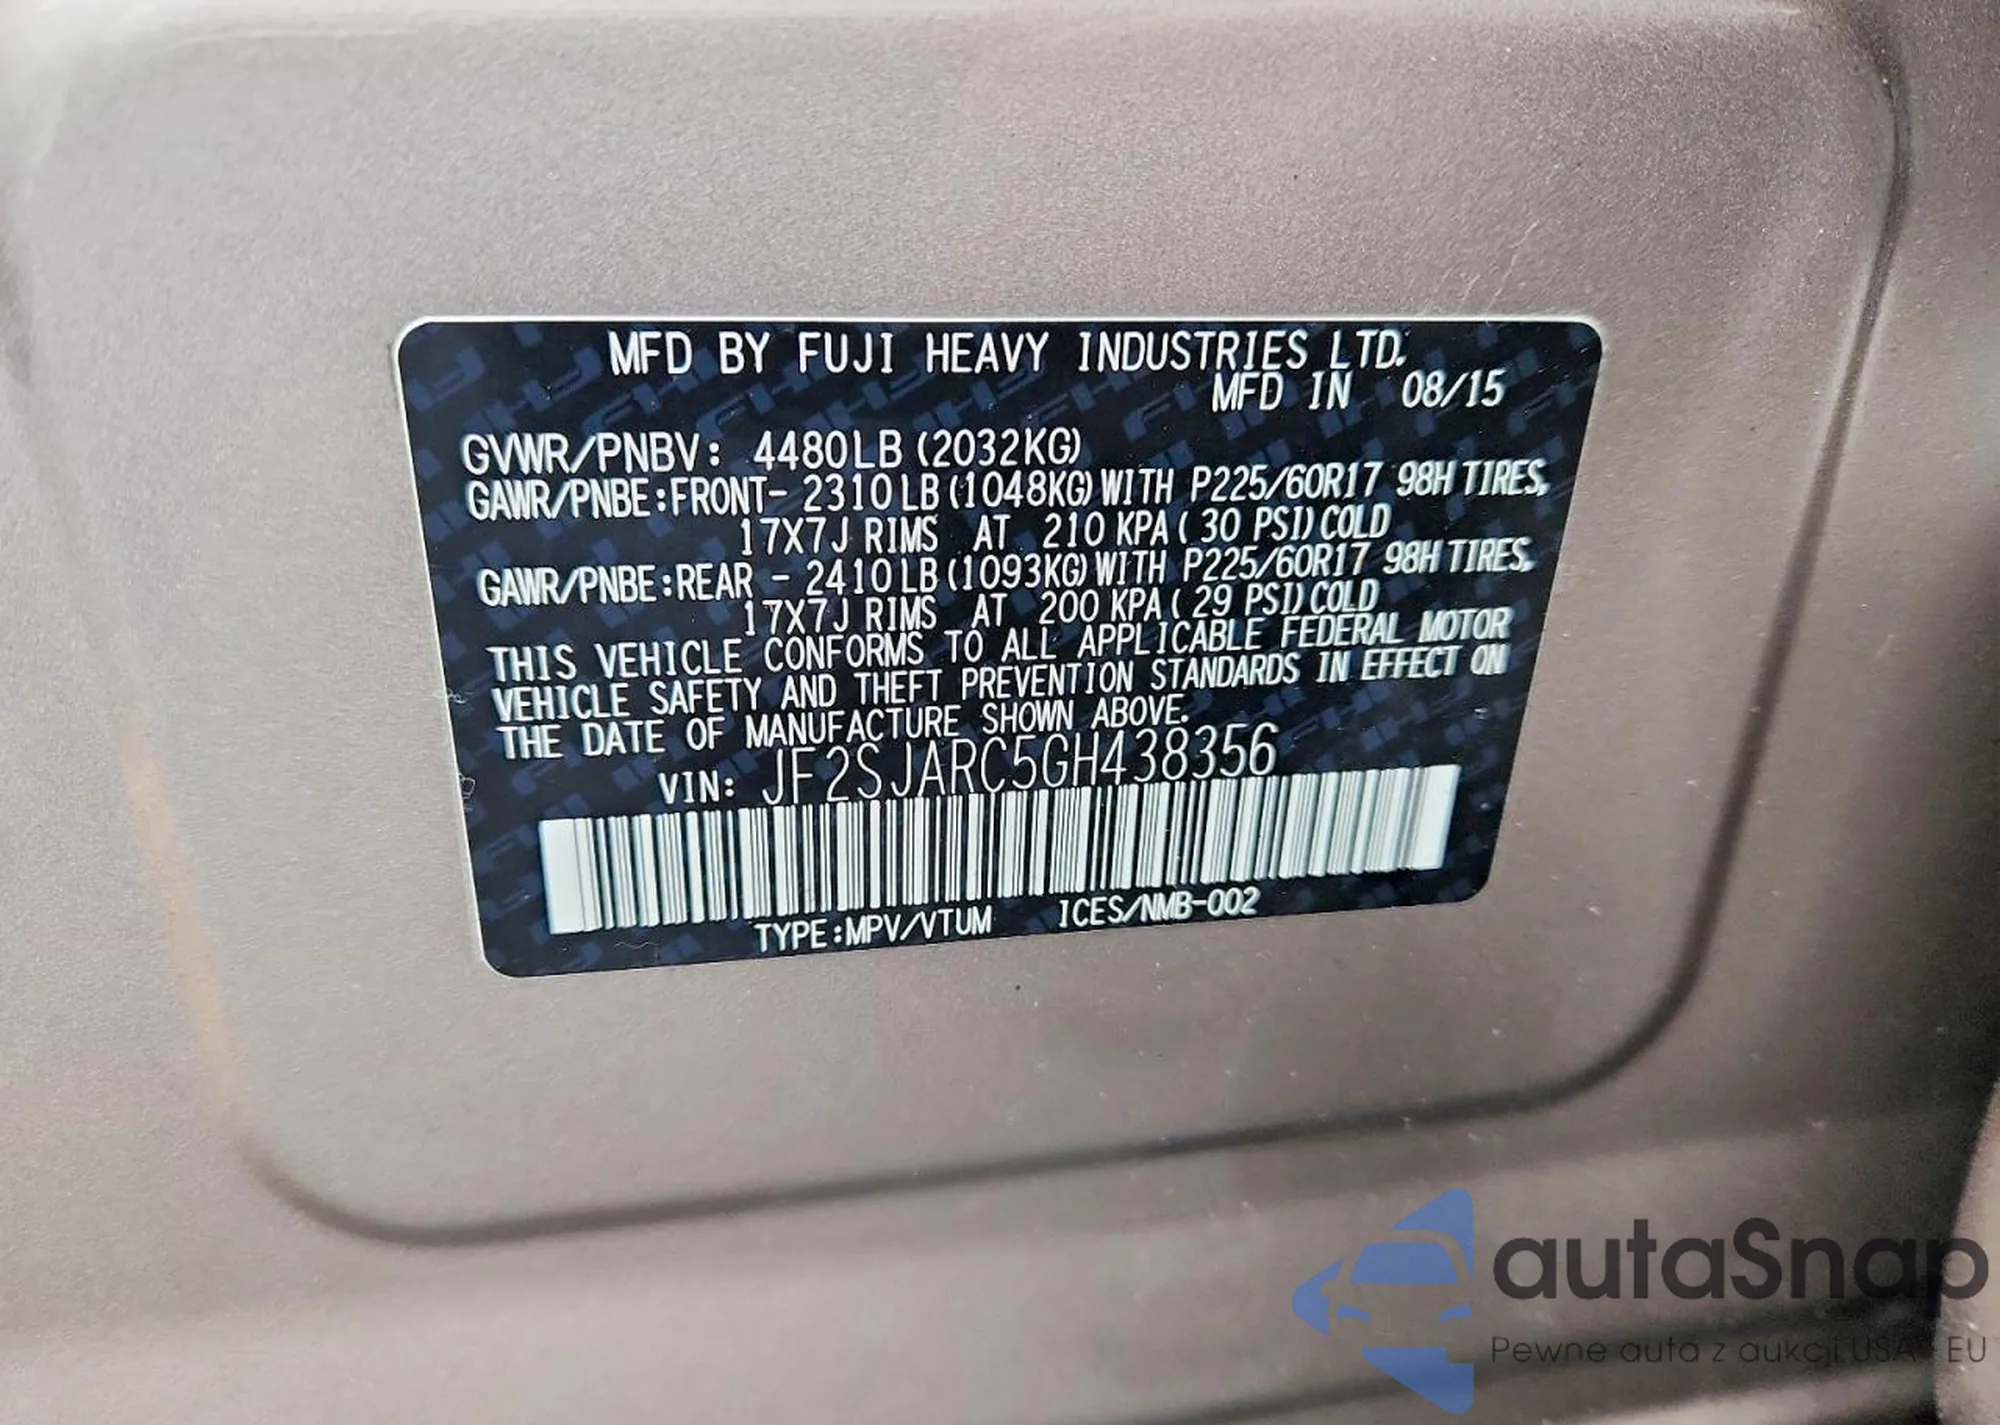 MFD BY FUJI HEAVY INDUSTRIES LTD.
MFD IN 08/15
GVWR/PNBV: 4480LB (2032KG)
GAWR/PNBE:FRONT- 2310LB(1048KG)WITH P225/60R17 98H TIRES,
17X7J RIMS AT 210 KPA( 30 PSI)COLD
GAWR/PNBE:REAR - 2410LB(1093KG)WITH P225/60R17 98H TIRES,
17X7J RIMS AT 200 KPA( 29 PSI)COLD
THIS VEHICLE CONFORMS TO ALL APPLICABLE FEDERAL MOTOR
VEHICLE SAFETY AND THEFT PREVENTION STANDARDS IN EFFECT ON
THE DATE OF MANUFACTURE SHOWN ABOVE.
VIN: JF2SJARC5GH438356
TYPE:MPV/VTUM ICES/NMB-002
autaSnap
Pewne auta z aukcji USA - EU